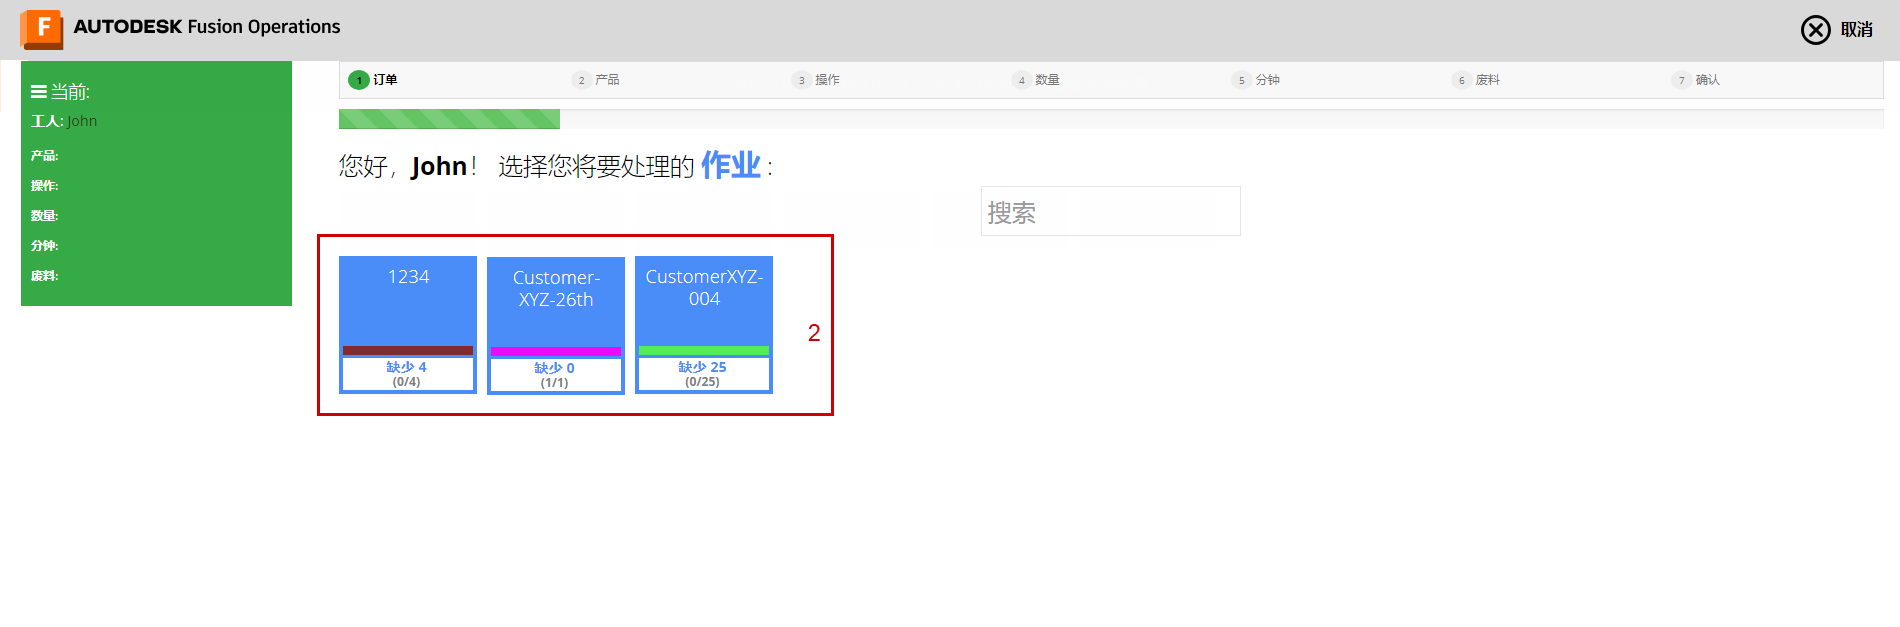 F AUTODESK Fusion Operations
取消
当前:
工人: John
产品:
操作:
数量:
分钟:
废料:
1 订单 2 产品 3 操作 4 数量 5 分钟 6 废料 7 确认
您好，John！ 选择您将要处理的 作业：
搜索
1234
缺少 4
(0/4)
Customer-
XYZ-26th
缺少 0
(1/1)
CustomerXYZ-
004
缺少 25
(0/25)
2